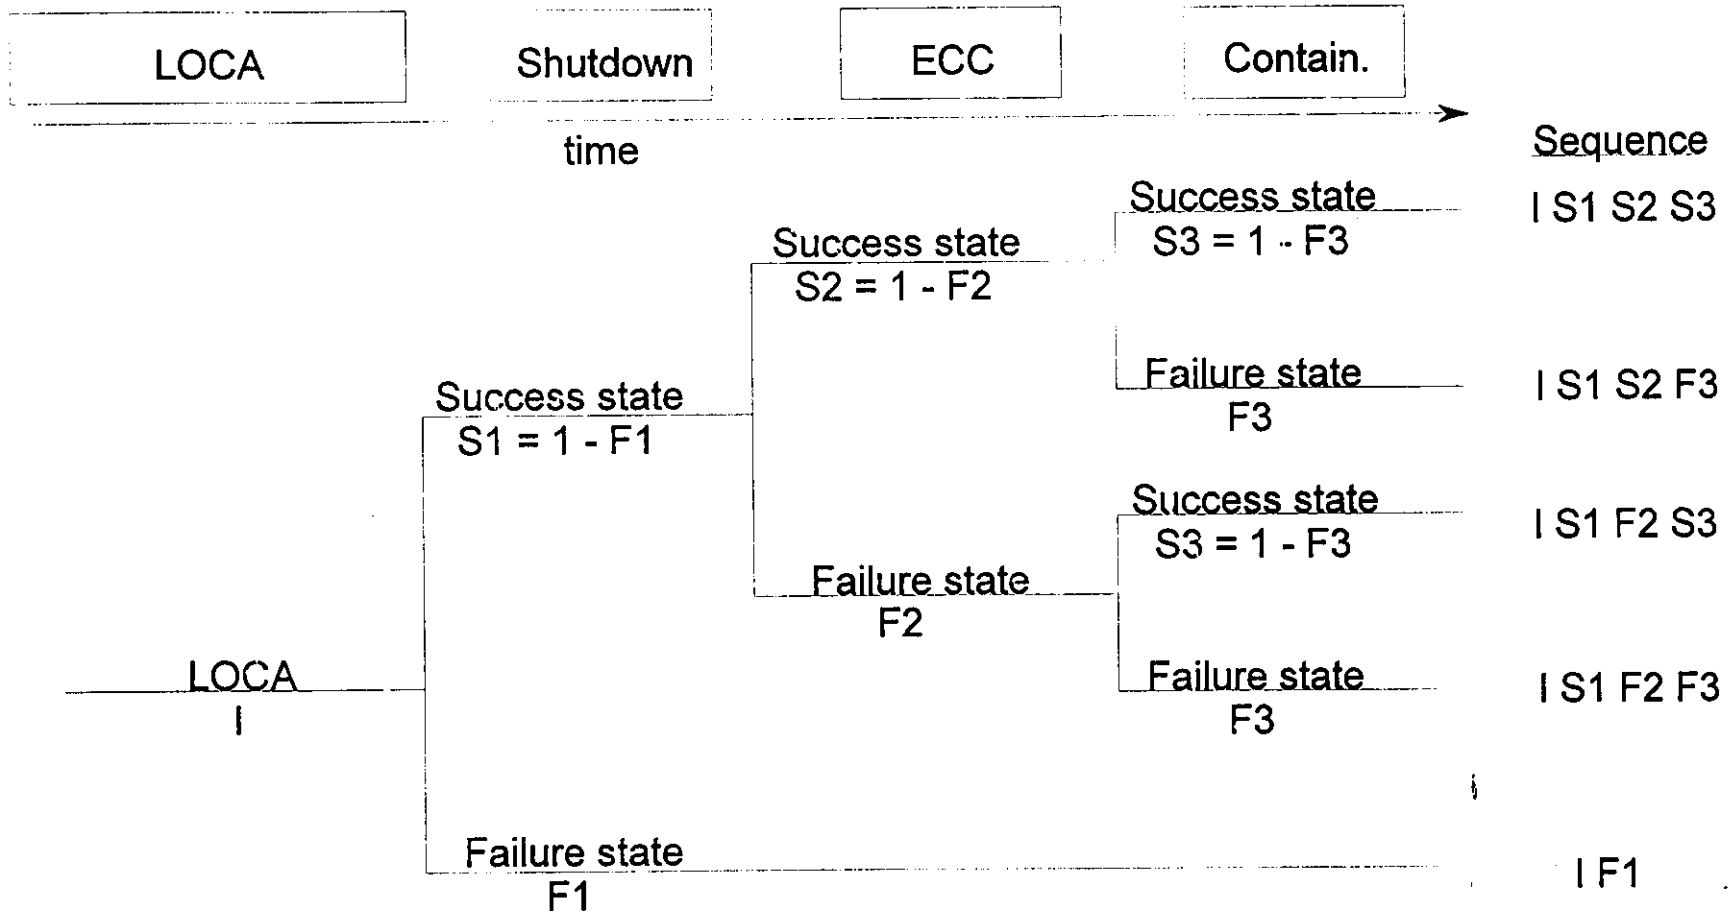 LOCA
Shutdown
ECC
Contain.
time
Sequence
Success state
I S1 S2 S3
S3 = 1 - F3
Success state
S2 = 1 - F2
Failure state
I S1 S2 F3
F3
Success state
S1 = 1 - F1
Success state
I S1 F2 S3
S3 = 1 - F3
Failure state
F2
LOCA
I
Failure state
I S1 F2 F3
F3
Failure state
I F1
F1